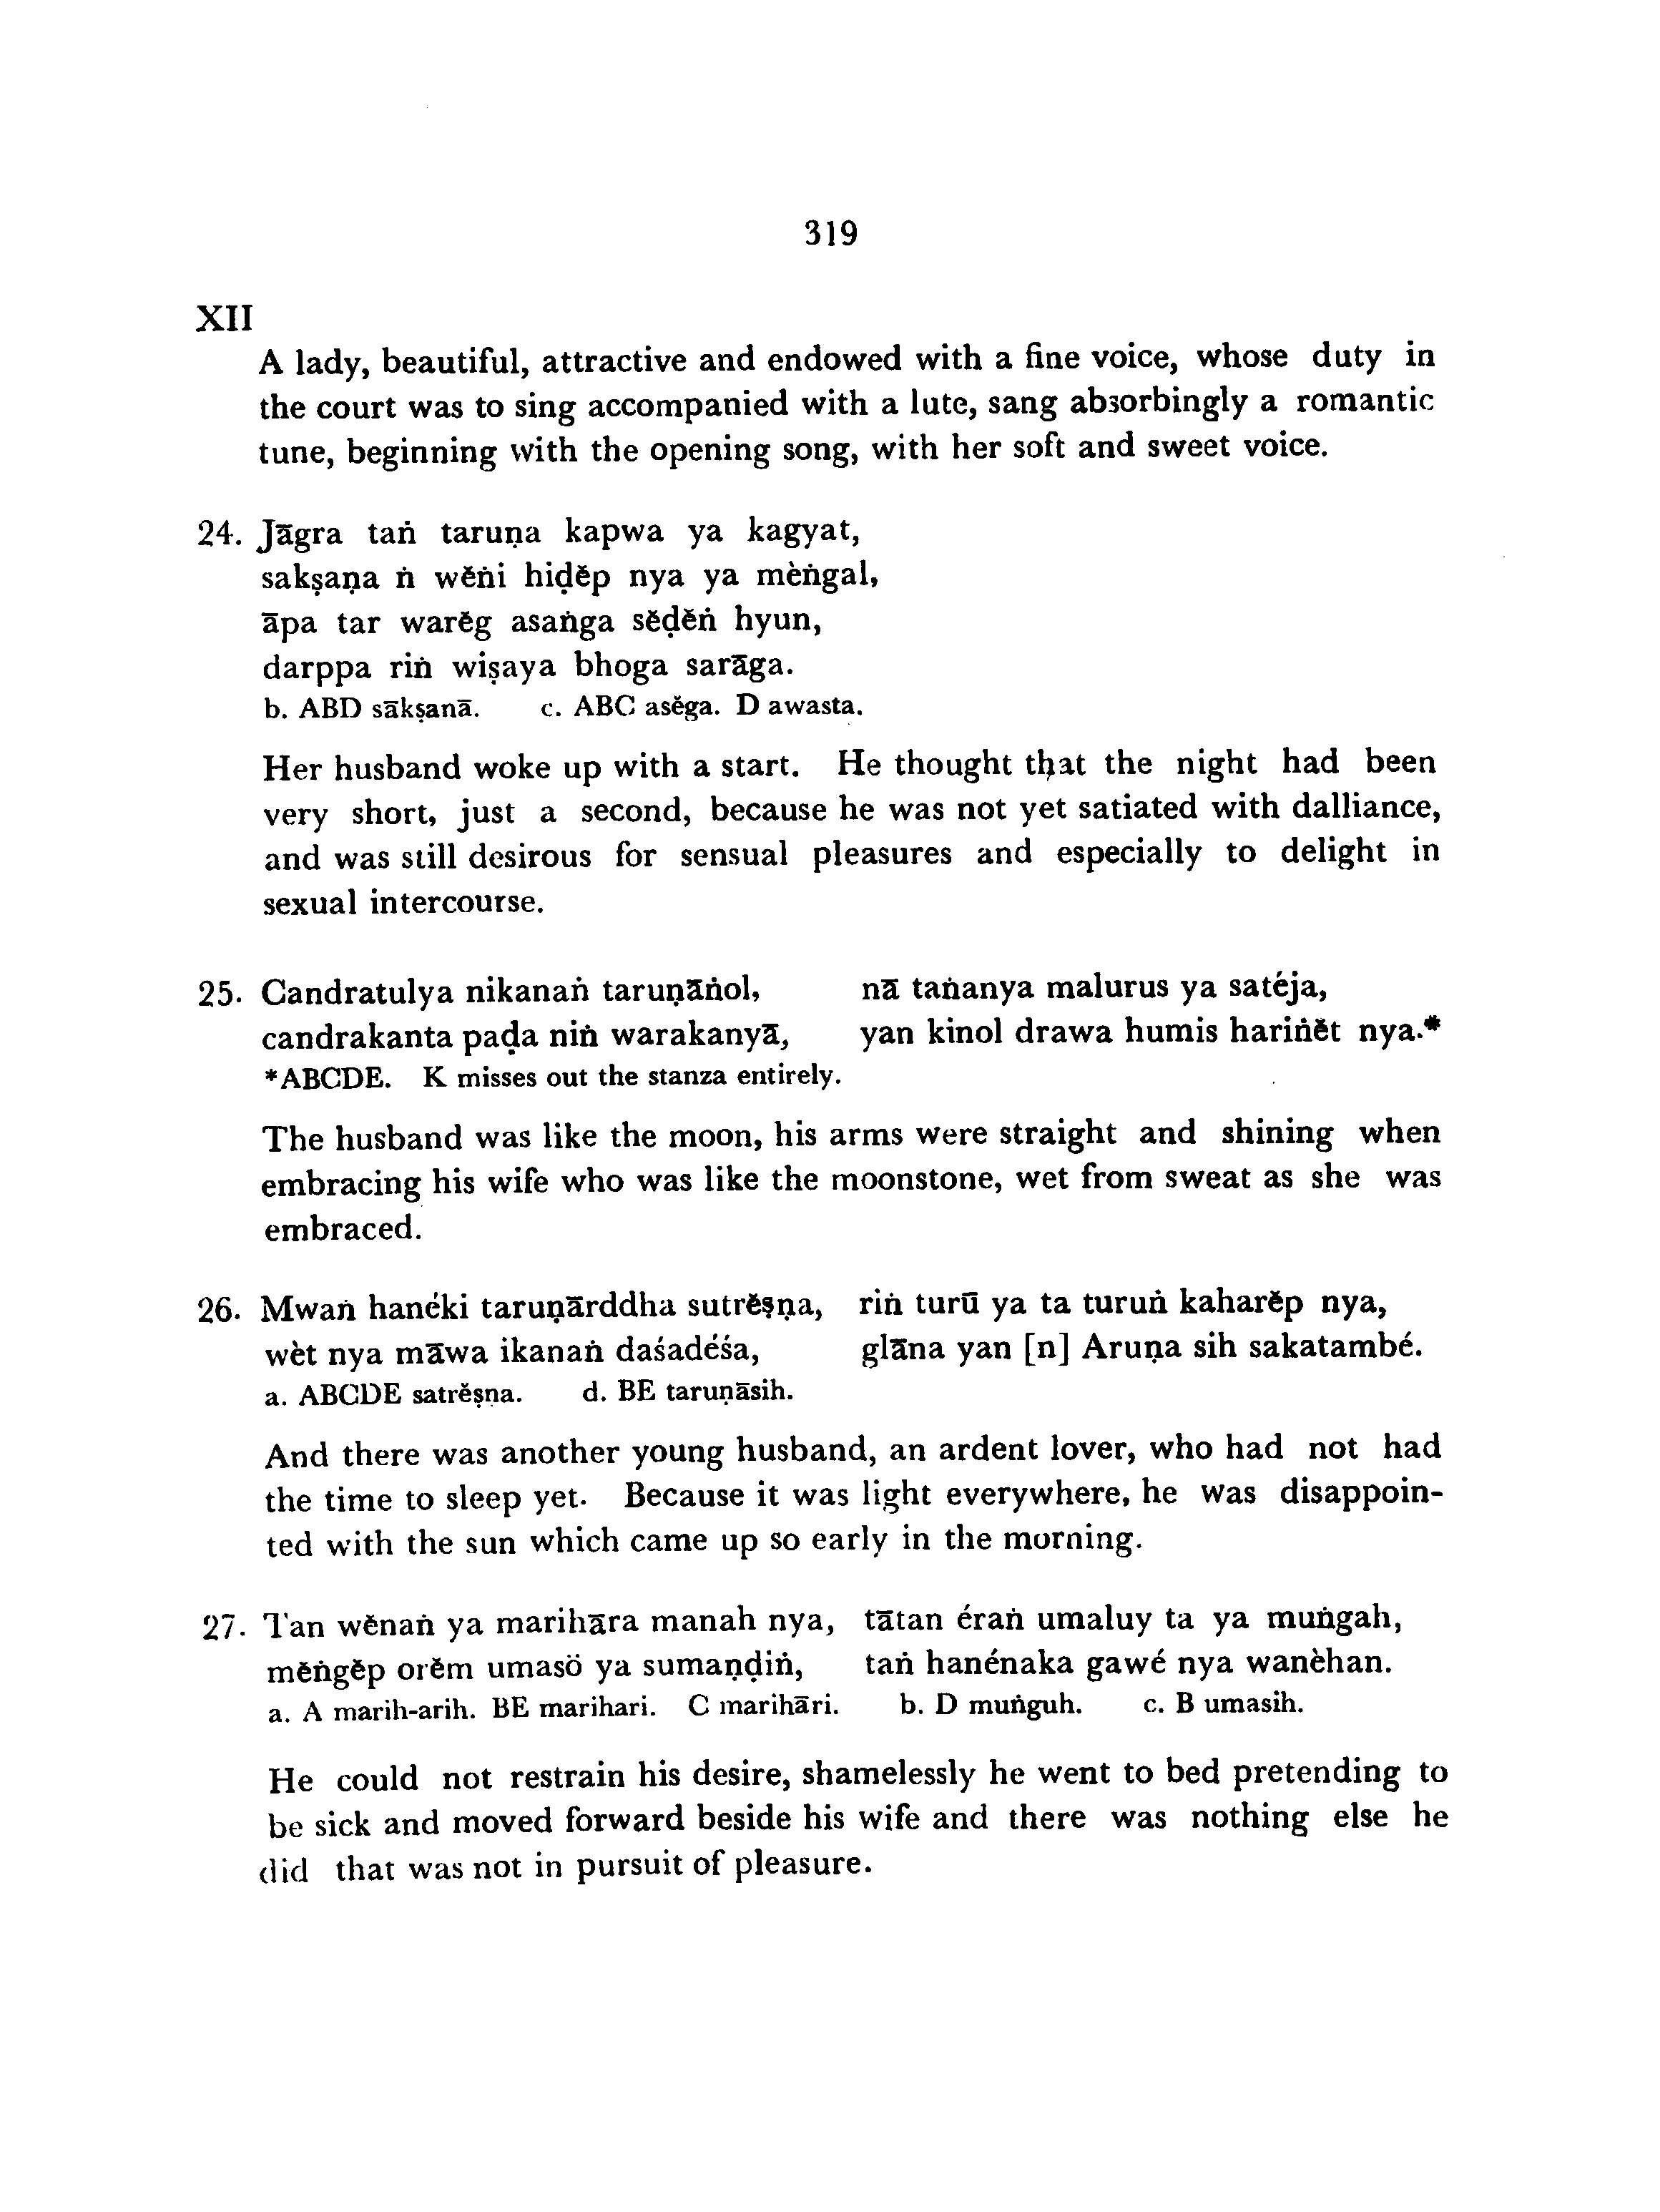 319
XII
A lady, beautiful, attractive and endowed with a fine voice, whose duty in
the court was to sing accompanied with a lute, sang absorbingly a romantic
tune, beginning with the opening song, with her soft and sweet voice.
24. Jāgra taṅ taruṇa kapwa ya kagyat,
sakṣaṇa ṅ wĕṅi hiḍĕp nya ya mèṅgal,
āpa tar warĕg asaṅga sĕḍĕṅ hyun,
darppa riṅ wiṣaya bhoga sarāga.
b. ABD sākṣanā. c. ABC asĕga. D awasta.
Her husband woke up with a start. He thought that the night had been
very short, just a second, because he was not yet satiated with dalliance,
and was still desirous for sensual pleasures and especially to delight in
sexual intercourse.
25. Candratulya nikanaṅ taruṇāṅol, nā taṅanya malurus ya satéja,
candrakanta paḍa niṅ warakanyā, yan kinol drawa humis hariṅĕt nya.*
*ABCDE. K misses out the stanza entirely.
The husband was like the moon, his arms were straight and shining when
embracing his wife who was like the moonstone, wet from sweat as she was
embraced.
26. Mwaṅ hanéki taruṇārddha sutrĕṣṇa, riṅ turū ya ta turuṅ kaharĕp nya,
wèt nya māwa ikanaṅ daśadéśa, glāna yan [n] Aruṇa sih sakatambé.
a. ABCDE satrĕṣna. d. BE taruṇāsih.
And there was another young husband, an ardent lover, who had not had
the time to sleep yet. Because it was light everywhere, he was disappoin-
ted with the sun which came up so early in the morning.
27. Tan wĕnaṅ ya marihāra manah nya, tātan éraṅ umaluy ta ya muṅgah,
mĕṅgĕp orĕm umasö ya sumaṇḍiṅ, taṅ hanénaka gawé nya wanèhan.
a. A marih-arih. BE marihari. C marihāri. b. D muṅguh. c. B umasih.
He could not restrain his desire, shamelessly he went to bed pretending to
be sick and moved forward beside his wife and there was nothing else he
did that was not in pursuit of pleasure.